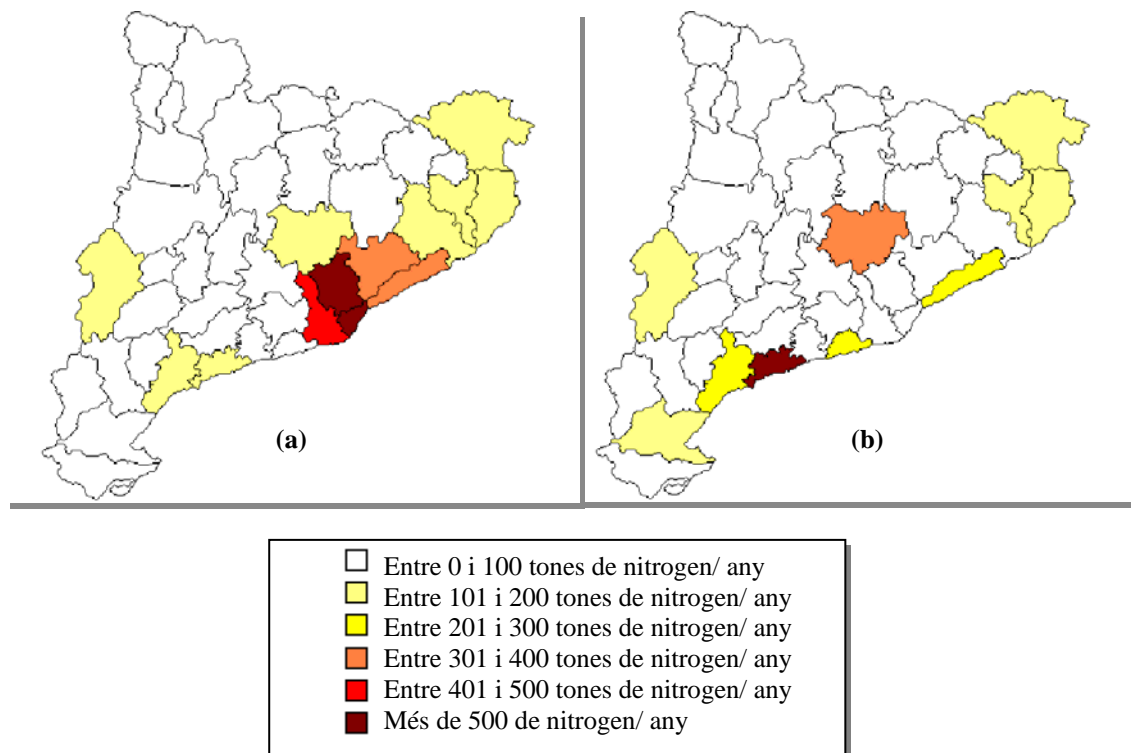 (a)
(b)
Entre 0 i 100 tones de nitrogen/ any
Entre 101 i 200 tones de nitrogen/ any
Entre 201 i 300 tones de nitrogen/ any
Entre 301 i 400 tones de nitrogen/ any
Entre 401 i 500 tones de nitrogen/ any
Més de 500 de nitrogen/ any